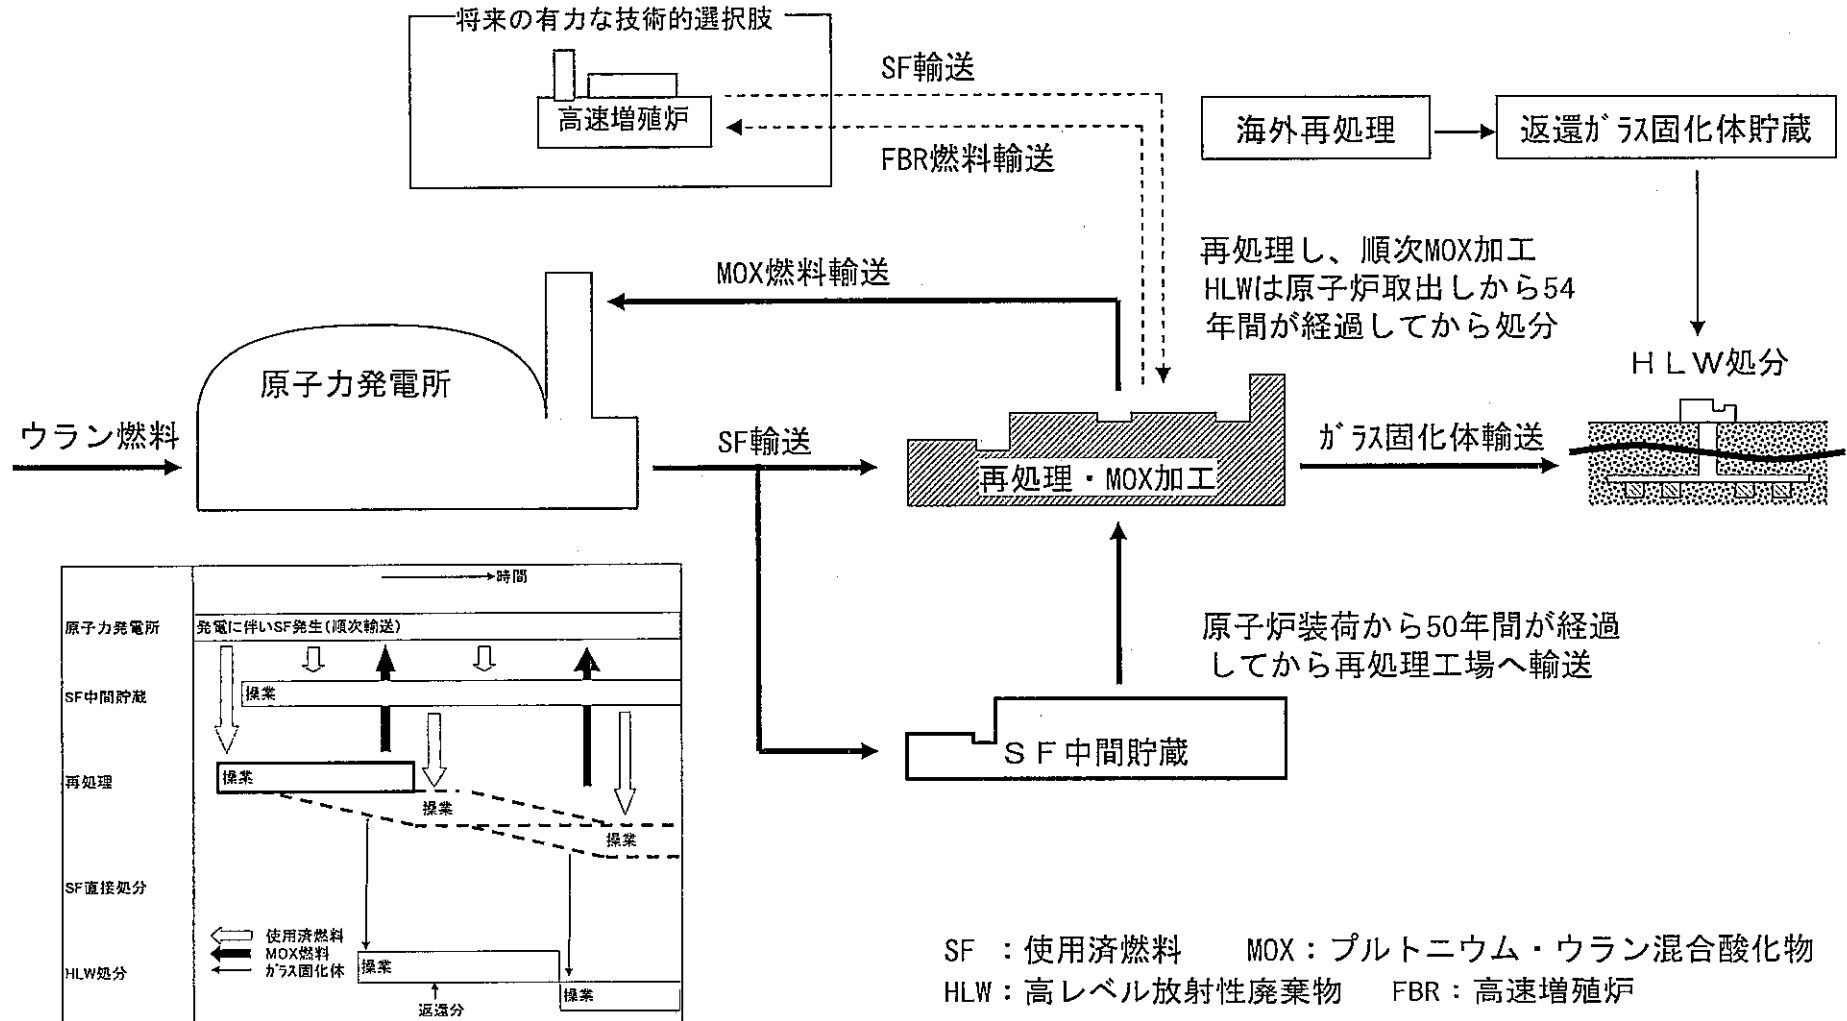 将来の有力な技術的選択肢
高速増殖炉
SF輸送
FBR燃料輸送
海外再処理
返還ｶﾞﾗｽ固化体貯蔵
再処理し、順次MOX加工
HLWは原子炉取出しから54
年間が経過してから処分
MOX燃料輸送
ＨＬＷ処分
原子力発電所
ウラン燃料
SF輸送
再処理・MOX加工
ｶﾞﾗｽ固化体輸送
原子炉装荷から50年間が経過
してから再処理工場へ輸送
ＳＦ中間貯蔵
時間
原子力発電所
発電に伴いSF発生(順次輸送)
SF中間貯蔵
操業
再処理
操業
操業
操業
SF直接処分
使用済燃料
MOX燃料
ｶﾞﾗｽ固化体
HLW処分
操業
操業
返還分
SF ：使用済燃料 MOX：プルトニウム・ウラン混合酸化物
HLW：高レベル放射性廃棄物 FBR：高速増殖炉